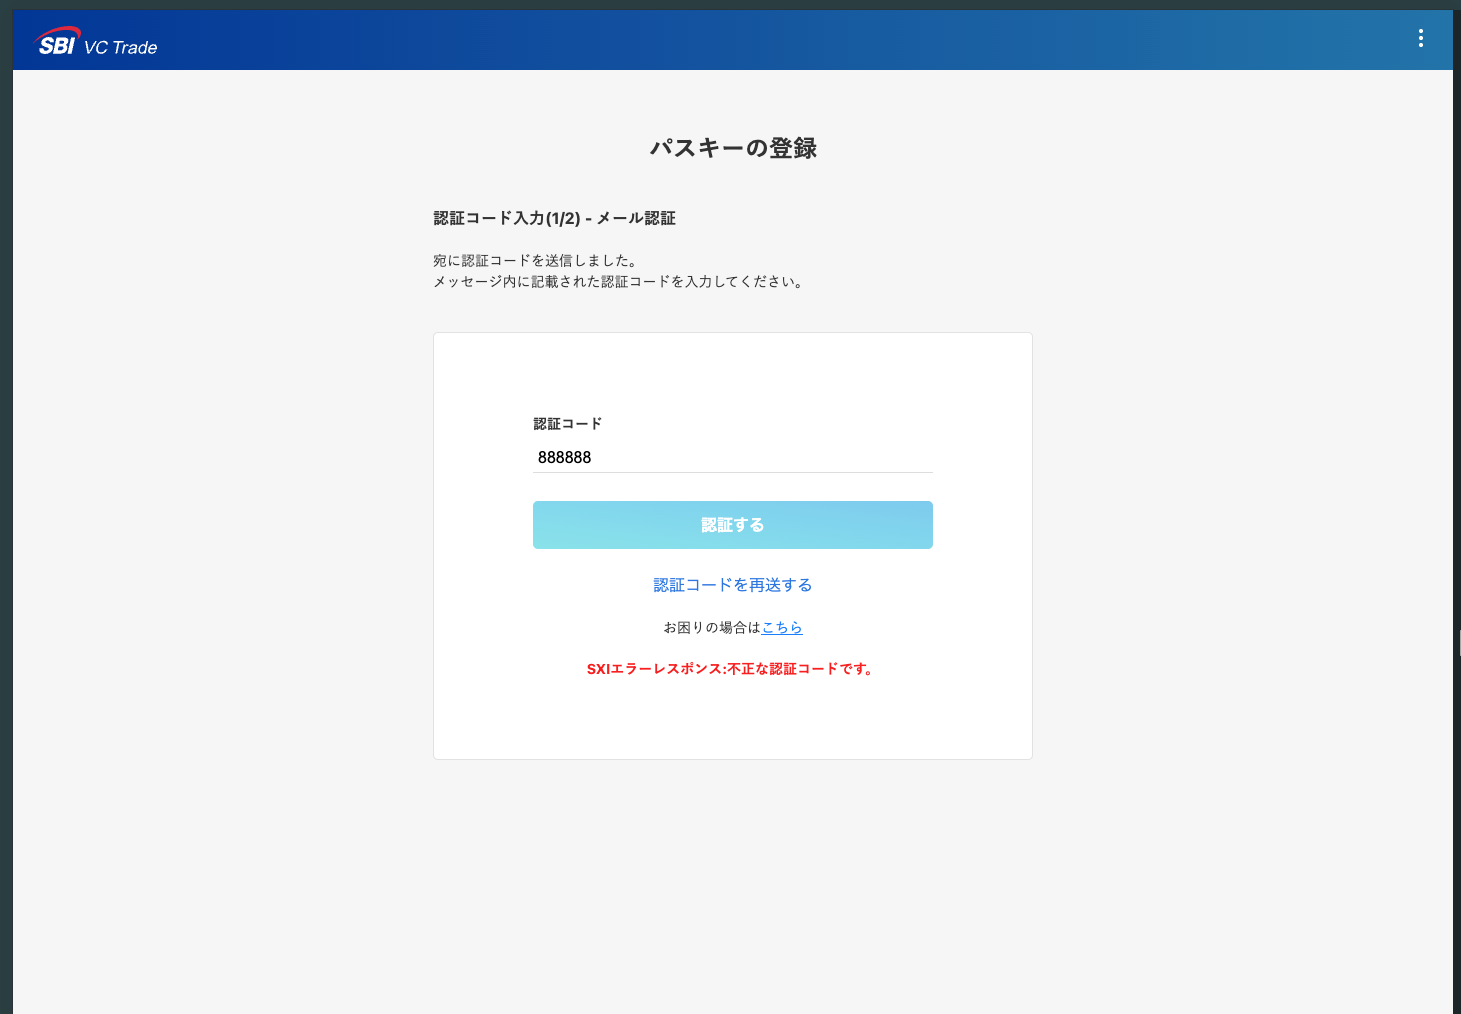 SBI VC Trade
パスキーの登録
認証コード入力(1/2) - メール認証
宛に認証コードを送信しました。
メッセージ内に記載された認証コードを入力してください。
認証コード
888888
認証する
認証コードを再送する
お困りの場合はこちら
SXIエラーレスポンス:不正な認証コードです。